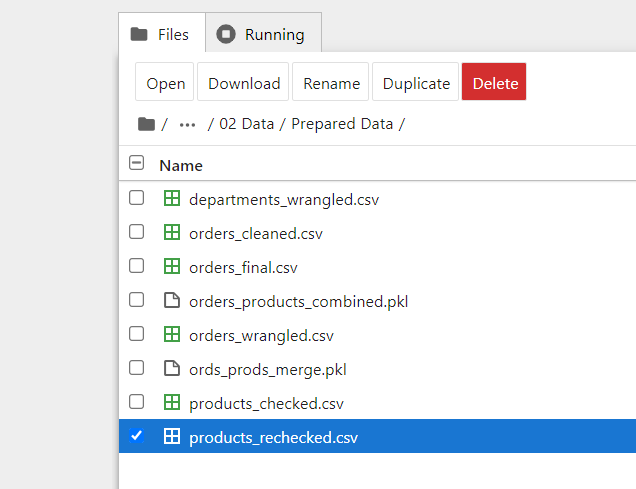 Files Running
Open Download Rename Duplicate Delete
/ ... / 02 Data / Prepared Data /
Name
departments_wrangled.csv
orders_cleaned.csv
orders_final.csv
orders_products_combined.pkl
orders_wrangled.csv
ords_prods_merge.pkl
products_checked.csv
products_rechecked.csv